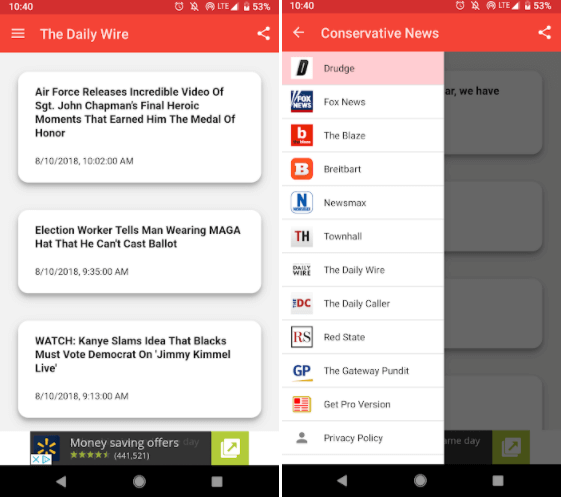 10:40
LTE
53%
The Daily Wire
Air Force Releases Incredible Video Of
Sgt. John Chapman's Final Heroic
Moments That Earned Him The Medal Of
Honor
8/10/2018, 10:02:00 AM
Election Worker Tells Man Wearing MAGA
Hat That He Can't Cast Ballot
8/10/2018, 9:35:00 AM
WATCH: Kanye Slams Idea That Blacks
Must Vote Democrat On 'Jimmy Kimmel
Live'
8/10/2018, 9:13:00 AM
Money saving offers
day
(441,521)
10:40
LTE
53%
Conservative News
ar, we have
D
Drudge
FOX
NEWS
Fox News
b
The Blaze
B
Breitbart
N
Newsmax
TH
Townhall
DAILY
WIRE
The Daily Wire
DC
The Daily Caller
RS
Red State
GP
The Gateway Pundit
Get Pro Version
Privacy Policy
ame day